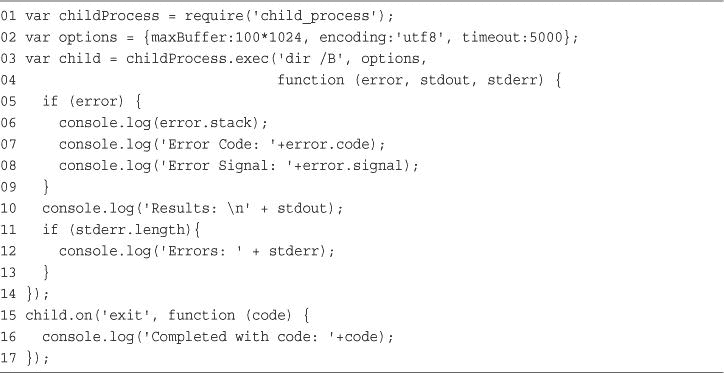 01 var childProcess = require('child_process');
02 var options = {maxBuffer:100*1024, encoding:'utf8', timeout:5000};
03 var child = childProcess.exec('dir /B', options,
04                               function (error, stdout, stderr) {
05   if (error) {
06     console.log(error.stack);
07     console.log('Error Code: '+error.code);
08     console.log('Error Signal: '+error.signal);
09   }
10   console.log('Results: \n' + stdout);
11   if (stderr.length){
12     console.log('Errors: ' + stderr);
13   }
14 });
15 child.on('exit', function (code) {
16   console.log('Completed with code: '+code);
17 });